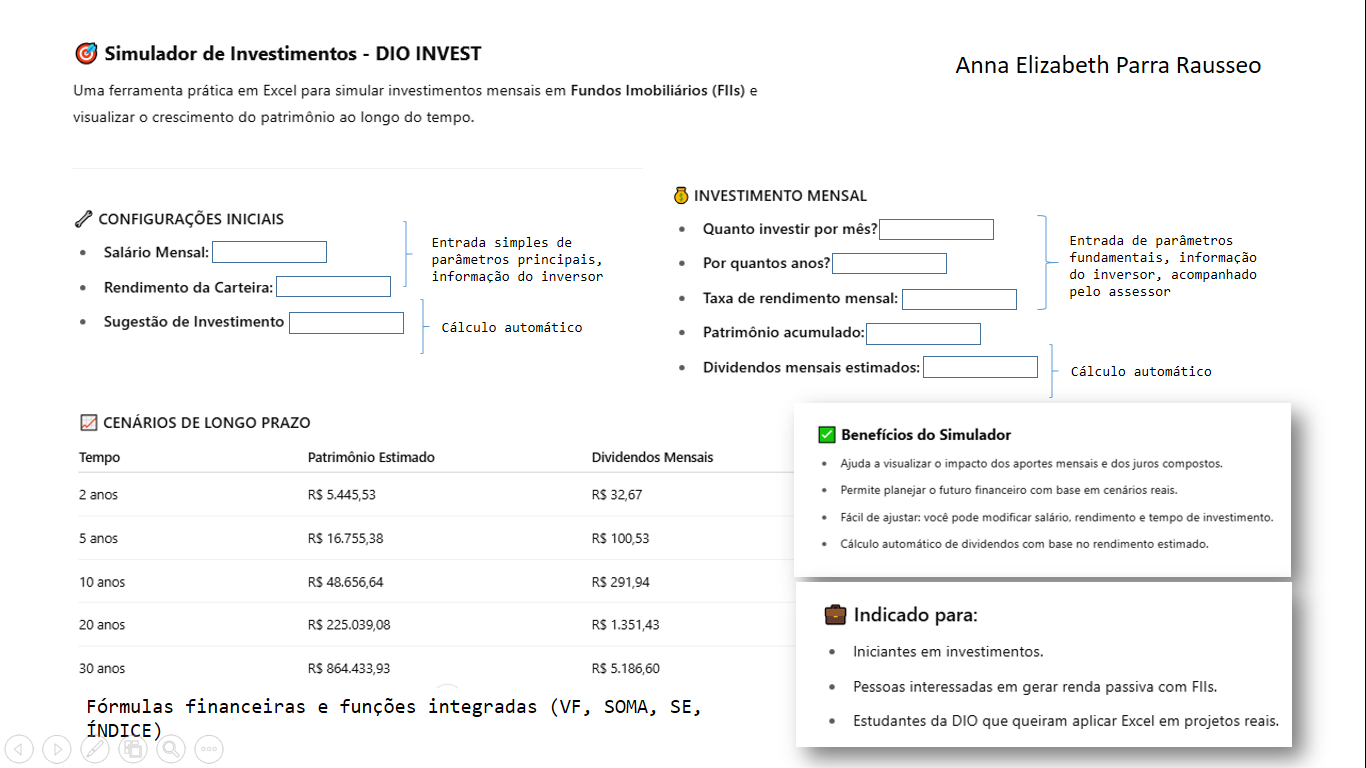 🎯 Simulador de Investimentos - DIO INVEST
Anna Elizabeth Parra Rausseo
Uma ferramenta prática em Excel para simular investimentos mensais em Fundos Imobiliários (FIIs) e
visualizar o crescimento do patrimônio ao longo do tempo.
🔧 CONFIGURAÇÕES INICIAIS
• Salário Mensal:
• Rendimento da Carteira:
• Sugestão de Investimento
Entrada simples de
parâmetros principais,
informação do inversor
Cálculo automático
💰 INVESTIMENTO MENSAL
• Quanto investir por mês?
• Por quantos anos?
• Taxa de rendimento mensal:
• Patrimônio acumulado:
• Dividendos mensais estimados:
Entrada de parâmetros
fundamentais, informação
do inversor, acompanhado
pelo assessor
Cálculo automático
📈 CENÁRIOS DE LONGO PRAZO
Tempo Patrimônio Estimado Dividendos Mensais
2 anos R$ 5.445,53 R$ 32,67
5 anos R$ 16.755,38 R$ 100,53
10 anos R$ 48.656,64 R$ 291,94
20 anos R$ 225.039,08 R$ 1.351,43
30 anos R$ 864.433,93 R$ 5.186,60
Fórmulas financeiras e funções integradas (VF, SOMA, SE,
ÍNDICE)
✅ Benefícios do Simulador
• Ajuda a visualizar o impacto dos aportes mensais e dos juros compostos.
• Permite planejar o futuro financeiro com base em cenários reais.
• Fácil de ajustar: você pode modificar salário, rendimento e tempo de investimento.
• Cálculo automático de dividendos com base no rendimento estimado.
💼 Indicado para:
• Iniciantes em investimentos.
• Pessoas interessadas em gerar renda passiva com FIIs.
• Estudantes da DIO que queiram aplicar Excel em projetos reais.